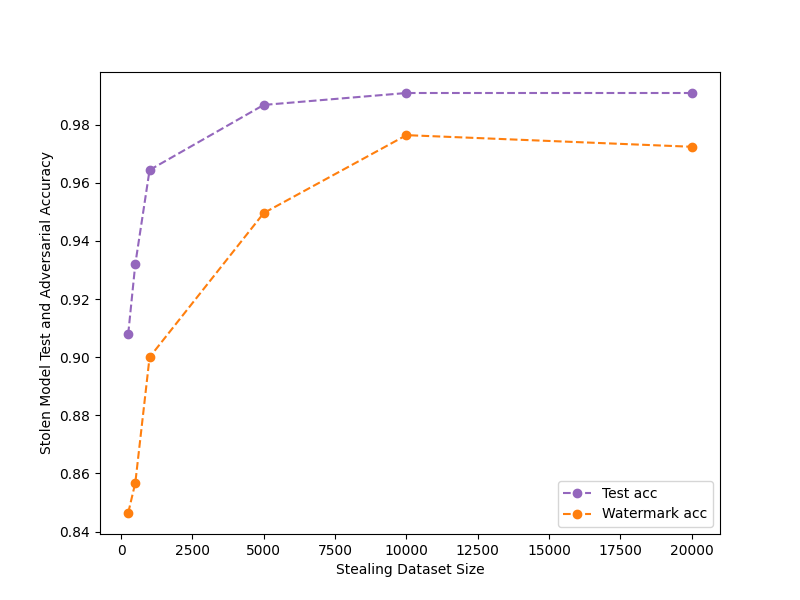 0.98
0.96
0.94
0.92
0.90
0.88
0.86
0.84
Stolen Model Test and Adversarial Accuracy
Test acc
Watermark acc
0 2500 5000 7500 10000 12500 15000 17500 20000
Stealing Dataset Size